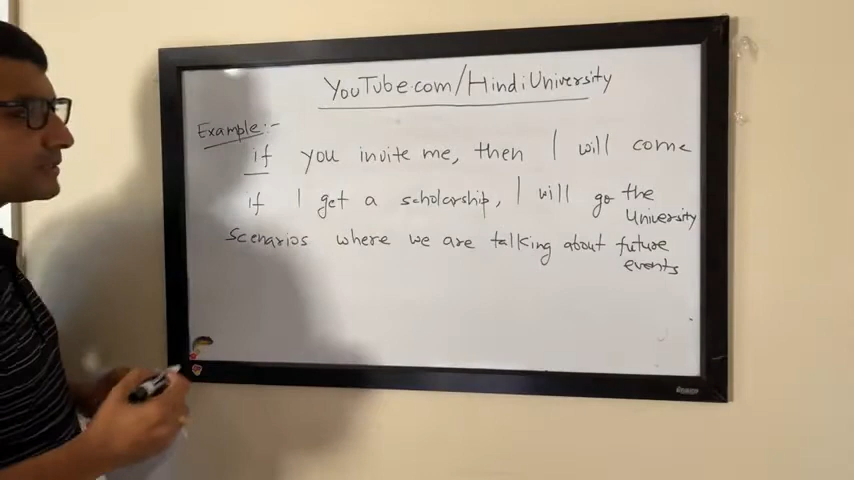 YouTube.com/HindiUniversity
Example:-
if you invite me, then I will come
if I get a scholarship, I will go the
University
Scenarios where we are talking about future
events